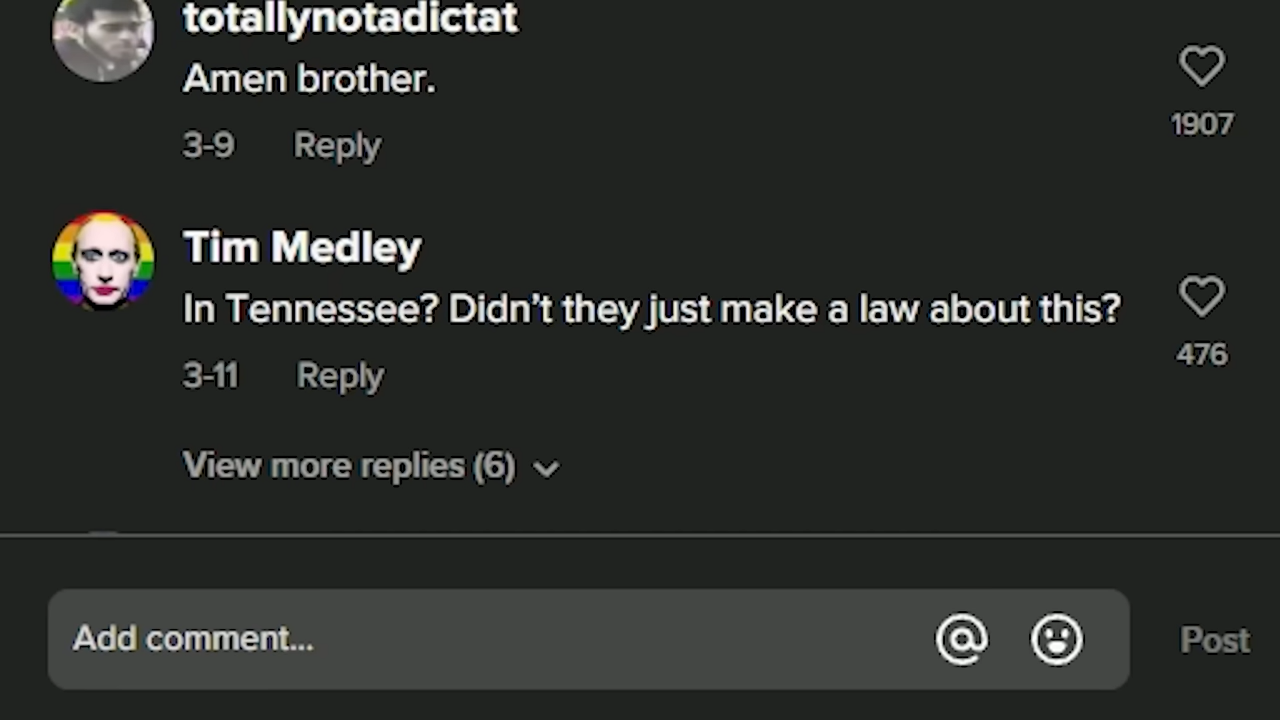 totallynotadictat
Amen brother.
1907
3-9 Reply
Tim Medley
In Tennessee? Didn’t they just make a law about this?
476
3-11 Reply
View more replies (6)
Add comment...
Post